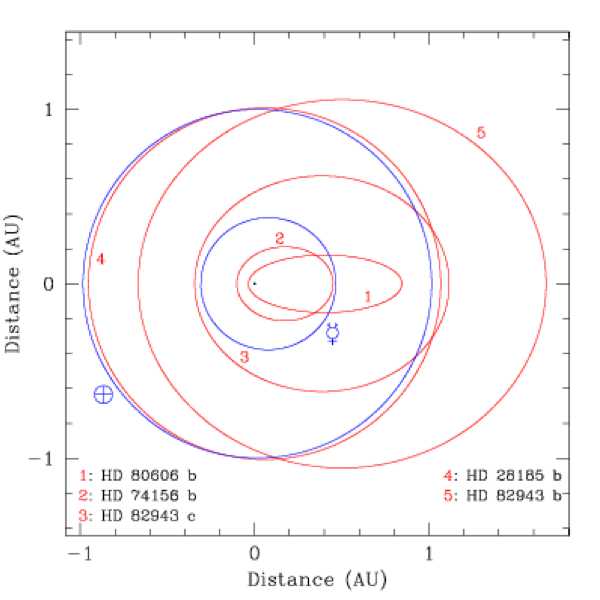 1
5
2
4
0
1
3
☿
⊕
−1
1: HD 80606 b
2: HD 74156 b
3: HD 82943 c
4: HD 28185 b
5: HD 82943 b
−1
0
1
Distance (AU)
Distance (AU)